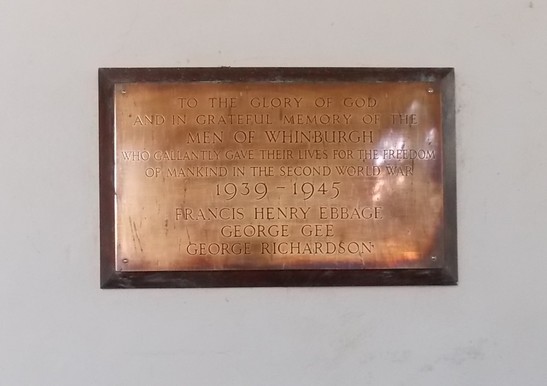 TO THE GLORY OF GOD
AND IN GRATEFUL MEMORY OF THE
MEN OF WHINBURGH
WHO GALLANTLY GAVE THEIR LIVES FOR THE FREEDOM
OF MANKIND IN THE SECOND WORLD WAR
1939 - 1945
FRANCIS HENRY EBBAGE
GEORGE GEE
GEORGE RICHARDSON